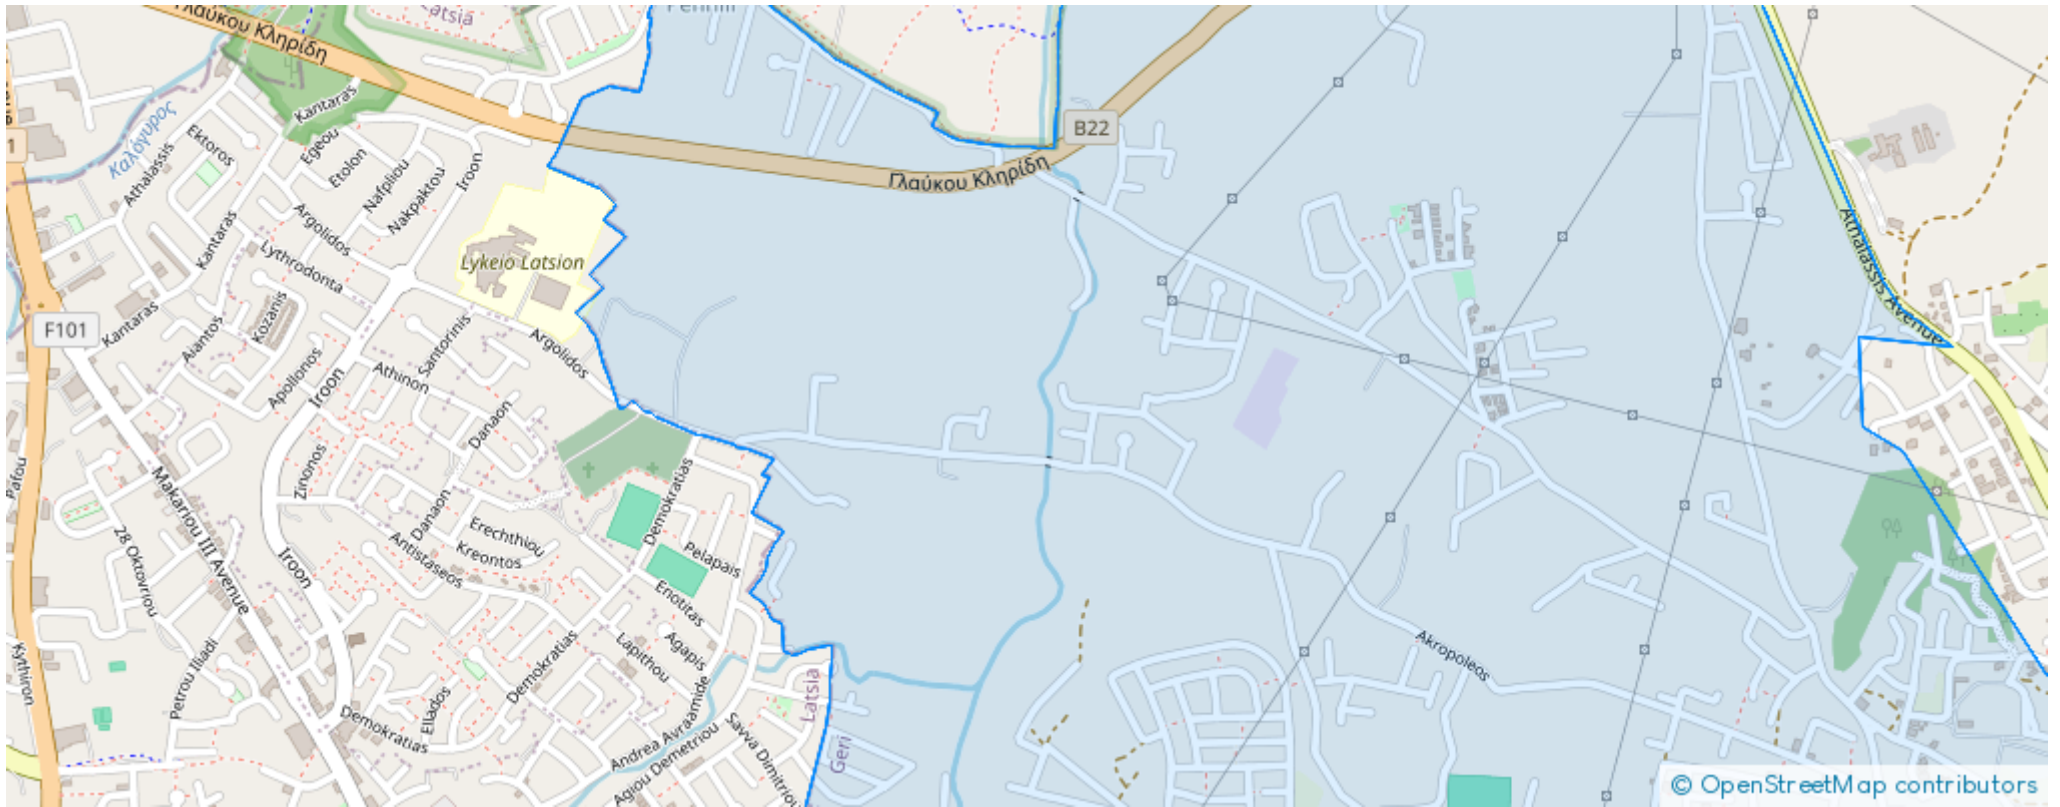 Latsia
Γλαύκου Κληρίδη
Kantaras
Καλόγυρος
Ektoros
Egeou
Athalassis
Etolon
Nafpliou
Nakpaktou
Iroon
B22
Γλαύκου Κληρίδη
1
Argolidos
Kantaras
Lythrodonta
Lykeio Latsion
Athalassis Avenue
F101
Kantaras
Aiantos
Kozanis
Santorinis
Argolidos
Apollonos
Iroon
Athinon
Danaon
Zinonos
Pafou
Makariou III Avenue
28 Oktovriou
Danaon
Erechthiou
Kreontos
Antistaseos
Demokratias
Pelapais
Enotitas
Iroon
Kythiron
Petrou Iliadi
Ellados
Demokratias
Demokratias
Lapithou
Agapis
Akropoleos
Andrea Avraamide
Agiou Demetriou
Savva Dimitriou
Latsia
Geri
© OpenStreetMap contributors